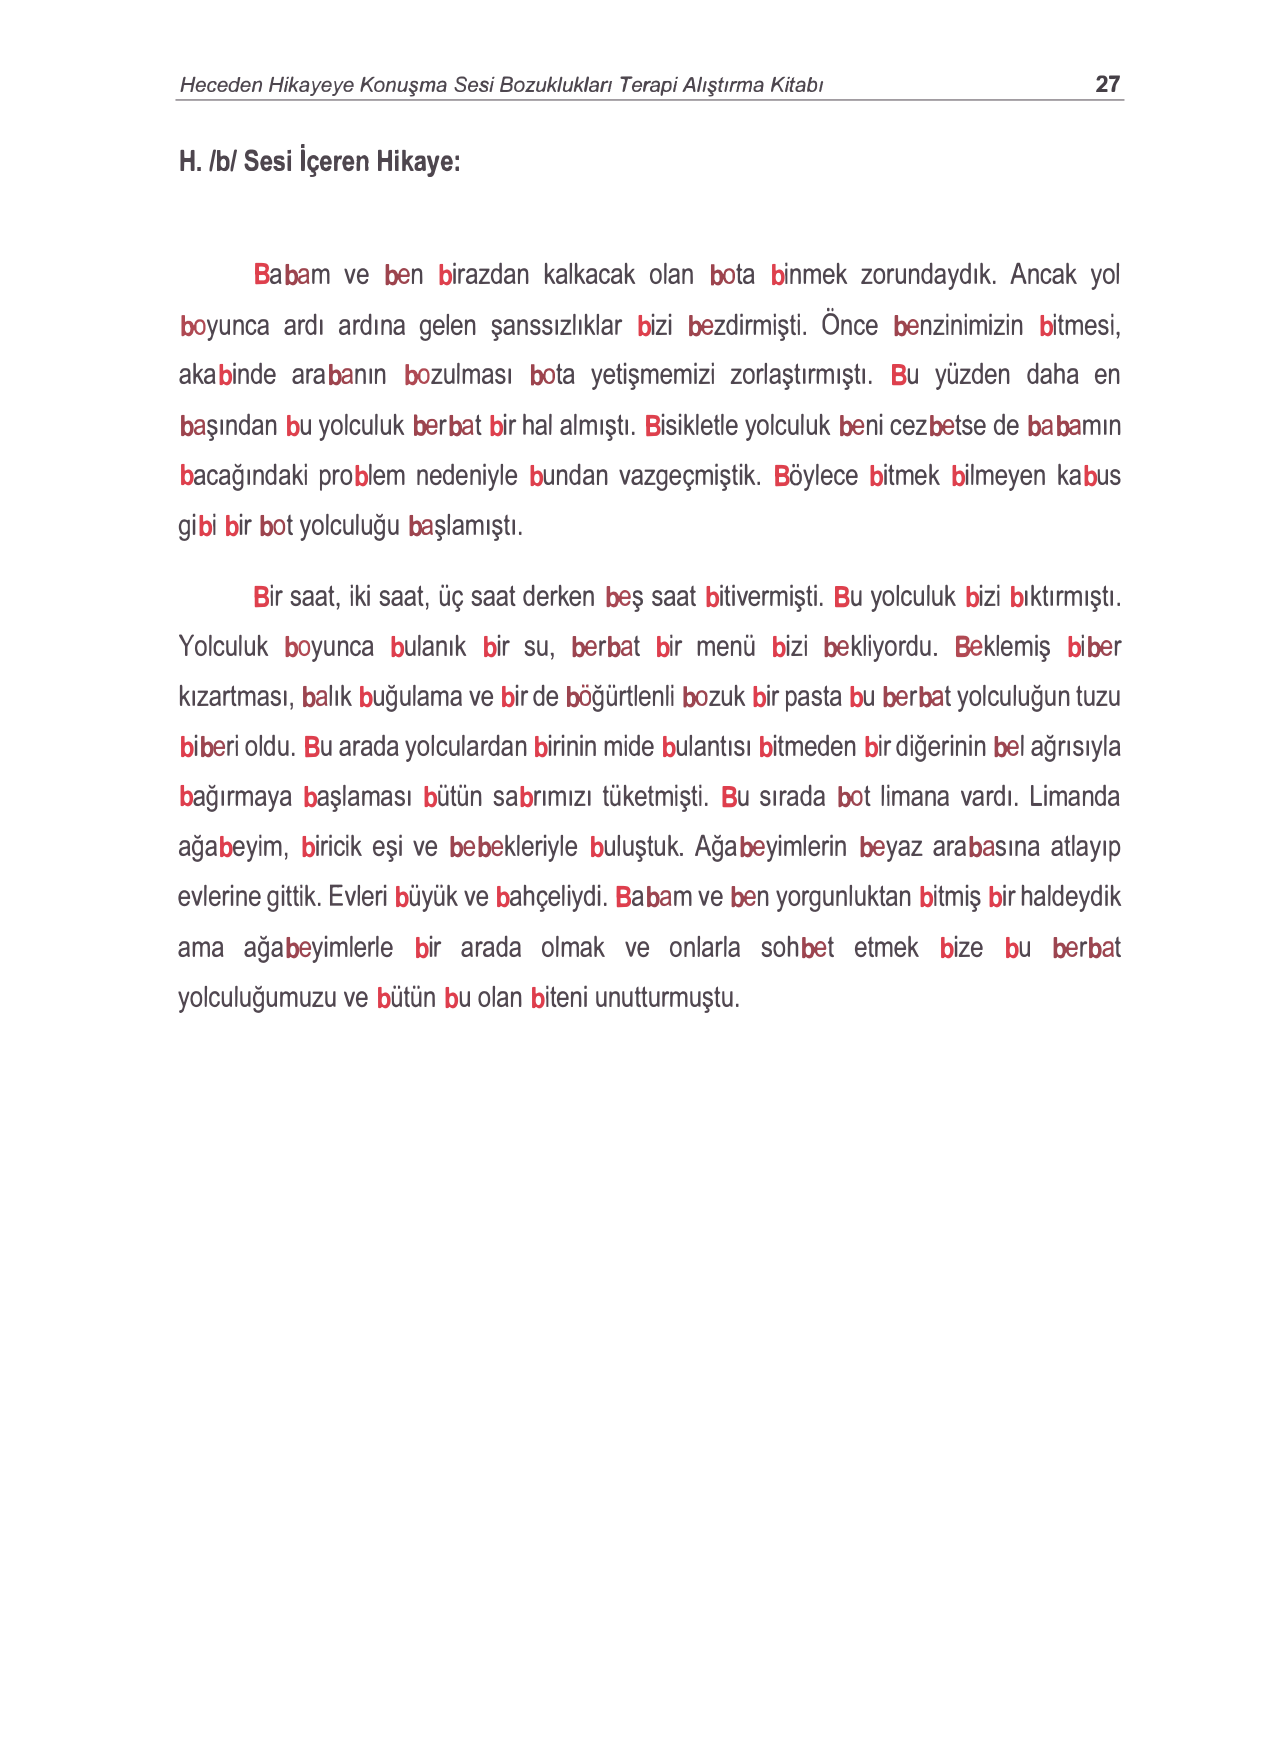 Heceden Hikayeye Konuşma Sesi Bozuklukları Terapi Alıştırma Kitabı 27
H. /b/ Sesi İçeren Hikaye:
Babam ve ben birazdan kalkacak olan bota binmek zorundaydık. Ancak yol
boyunca ardı ardına gelen şanssızlıklar bizi bezdirmişti. Önce benzinimizin bitmesi,
akabinde arabanın bozulması bota yetişmemizi zorlaştırmıştı. Bu yüzden daha en
başından bu yolculuk berbat bir hal almıştı. Bisikletle yolculuk beni cezbetse de babamın
bacağındaki problem nedeniyle bundan vazgeçmiştik. Böylece bitmek bilmeyen kabus
gibi bir bot yolculuğu başlamıştı.
Bir saat, iki saat, üç saat derken beş saat bitivermişti. Bu yolculuk bizi bıktırmıştı.
Yolculuk boyunca bulanık bir su, berbat bir menü bizi bekliyordu. Beklemiş biber
kızartması, balık buğulama ve bir de böğürtlenli bozuk bir pasta bu berbat yolculuğun tuzu
biberi oldu. Bu arada yolculardan birinin mide bulantısı bitmeden bir diğerinin bel ağrısıyla
bağırmaya başlaması bütün sabrımızı tüketmişti. Bu sırada bot limana vardı. Limanda
ağabeyim, biricik eşi ve bebekleriyle buluştuk. Ağabeyimlerin beyaz arabasına atlayıp
evlerine gittik. Evleri büyük ve bahçeliydi. Babam ve ben yorgunluktan bitmiş bir haldeydik
ama ağabeyimlerle bir arada olmak ve onlarla sohbet etmek bize bu berbat
yolculuğumuzu ve bütün bu olan biteni unutturmuştu.